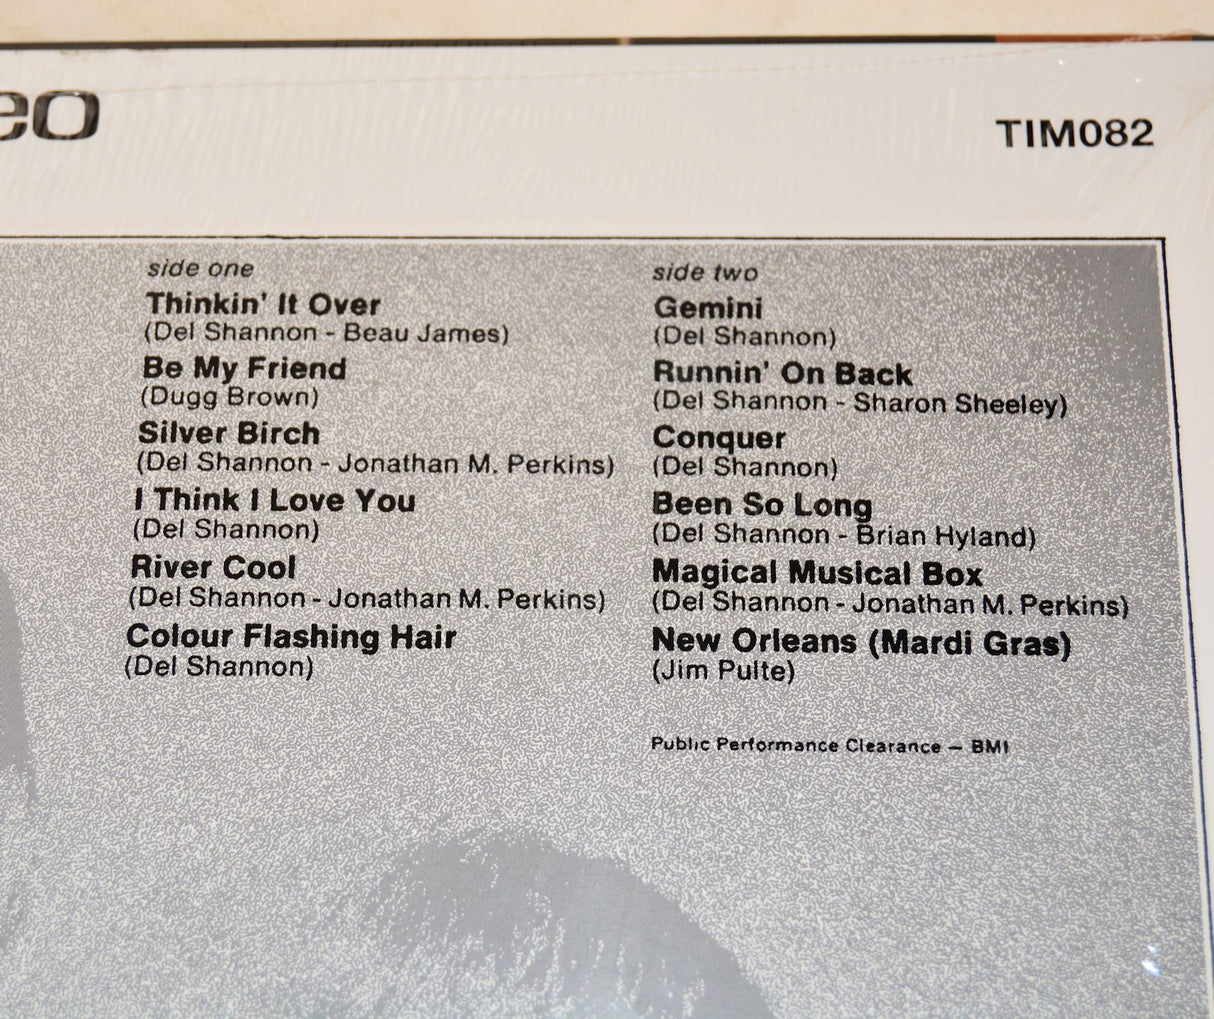 eo
TIM082
side one
Thinkin' It Over
(Del Shannon - Beau James)
Be My Friend
(Dugg Brown)
Silver Birch
(Del Shannon - Jonathan M. Perkins)
I Think I Love You
(Del Shannon)
River Cool
(Del Shannon - Jonathan M. Perkins)
Colour Flashing Hair
(Del Shannon)
side two
Gemini
(Del Shannon)
Runnin' On Back
(Del Shannon - Sharon Sheeley)
Conquer
(Del Shannon)
Been So Long
(Del Shannon - Brian Hyland)
Magical Musical Box
(Del Shannon - Jonathan M. Perkins)
New Orleans (Mardi Gras)
(Jim Pulte)
Public Performance Clearance — BMI